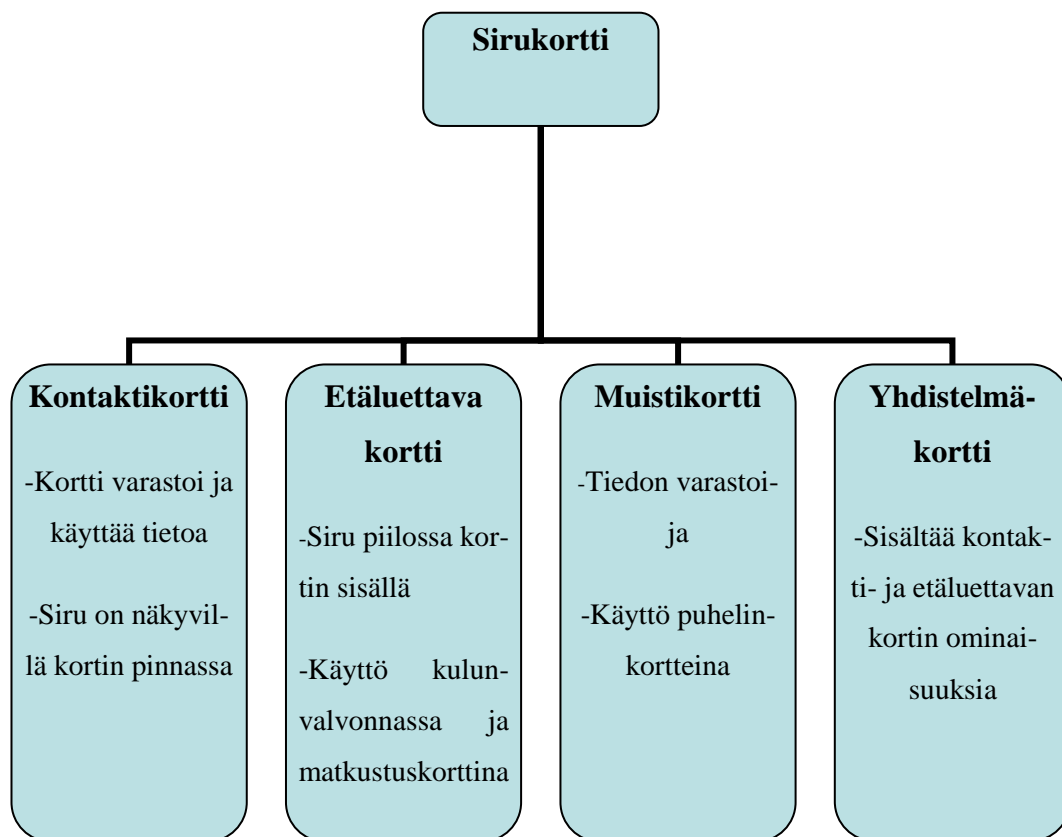 Sirukortti
Kontaktikortti
-Kortti varastoi ja
käyttää tietoa
-Siru on näkyvil-
lä kortin pinnassa
Etäluettava
kortti
-Siru piilossa kor-
tin sisällä
-Käyttö kulun-
valvonnassa ja
matkustuskorttina
Muistikortti
-Tiedon varastoi-
ja
-Käyttö puhelin-
kortteina
Yhdistelmä-
kortti
-Sisältää kontak-
ti- ja etäluettavan
kortin ominai-
suuksia